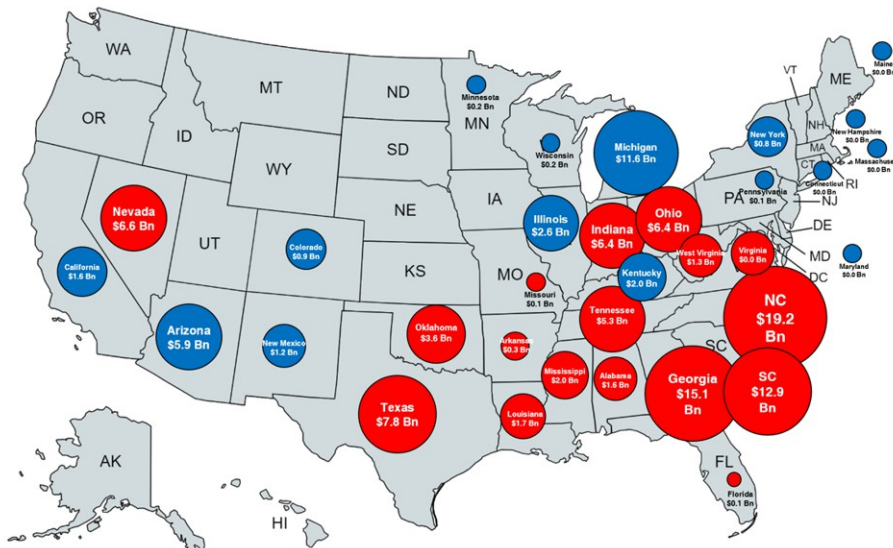 WA
MT
ND
OR
ID
SD
WY
NE
IA
UT
KS
MO
MN
VT
ME
NH
MA
CT
RI
PA
NJ
DE
MD
DC
SC
FL
AK
HI
Maine
$0.0 Bn
Minnesota
$0.2 Bn
Wisconsin
$0.2 Bn
Michigan
$11.6 Bn
New York
$0.8 Bn
New Hampshire
$0.0 Bn
Massachuse
$0.0 Bn
Connecticut
$0.0 Bn
Pennsylvania
$0.1 Bn
Nevada
$6.6 Bn
Illinois
$2.6 Bn
Indiana
$6.4 Bn
Ohio
$6.4 Bn
Colorado
$0.9 Bn
California
$1.6 Bn
Kentucky
$2.0 Bn
West Virginia
$1.3 Bn
Virginia
$0.0 Bn
Maryland
$0.0 Bn
Missouri
$0.1 Bn
Arizona
$5.9 Bn
New Mexico
$1.2 Bn
Oklahoma
$3.6 Bn
Arkansas
$0.3 Bn
Tennessee
$5.3 Bn
NC
$19.2
Bn
Mississippi
$2.0 Bn
Alabama
$1.6 Bn
Georgia
$15.1
Bn
SC
$12.9
Bn
Texas
$7.8 Bn
Louisiana
$1.7 Bn
Florida
$0.1 Bn